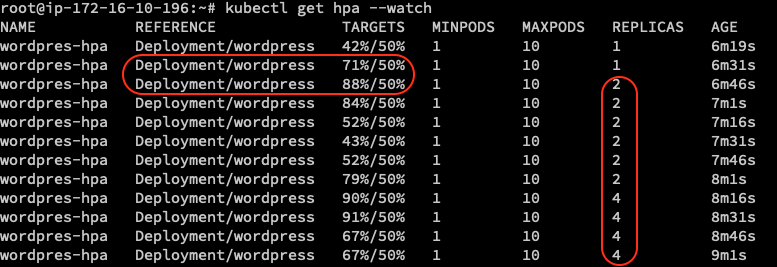 root@ip-172-16-10-196:~# kubectl get hpa --watch
NAME REFERENCE TARGETS MINPODS MAXPODS REPLICAS AGE
wordpres-hpa Deployment/wordpress 42%/50% 1 10 1 6m19s
wordpres-hpa Deployment/wordpress 71%/50% 1 10 1 6m31s
wordpres-hpa Deployment/wordpress 88%/50% 1 10 2 6m46s
wordpres-hpa Deployment/wordpress 84%/50% 1 10 2 7m1s
wordpres-hpa Deployment/wordpress 52%/50% 1 10 2 7m16s
wordpres-hpa Deployment/wordpress 43%/50% 1 10 2 7m31s
wordpres-hpa Deployment/wordpress 52%/50% 1 10 2 7m46s
wordpres-hpa Deployment/wordpress 79%/50% 1 10 2 8m1s
wordpres-hpa Deployment/wordpress 90%/50% 1 10 4 8m16s
wordpres-hpa Deployment/wordpress 91%/50% 1 10 4 8m31s
wordpres-hpa Deployment/wordpress 67%/50% 1 10 4 8m46s
wordpres-hpa Deployment/wordpress 67%/50% 1 10 4 9m1s